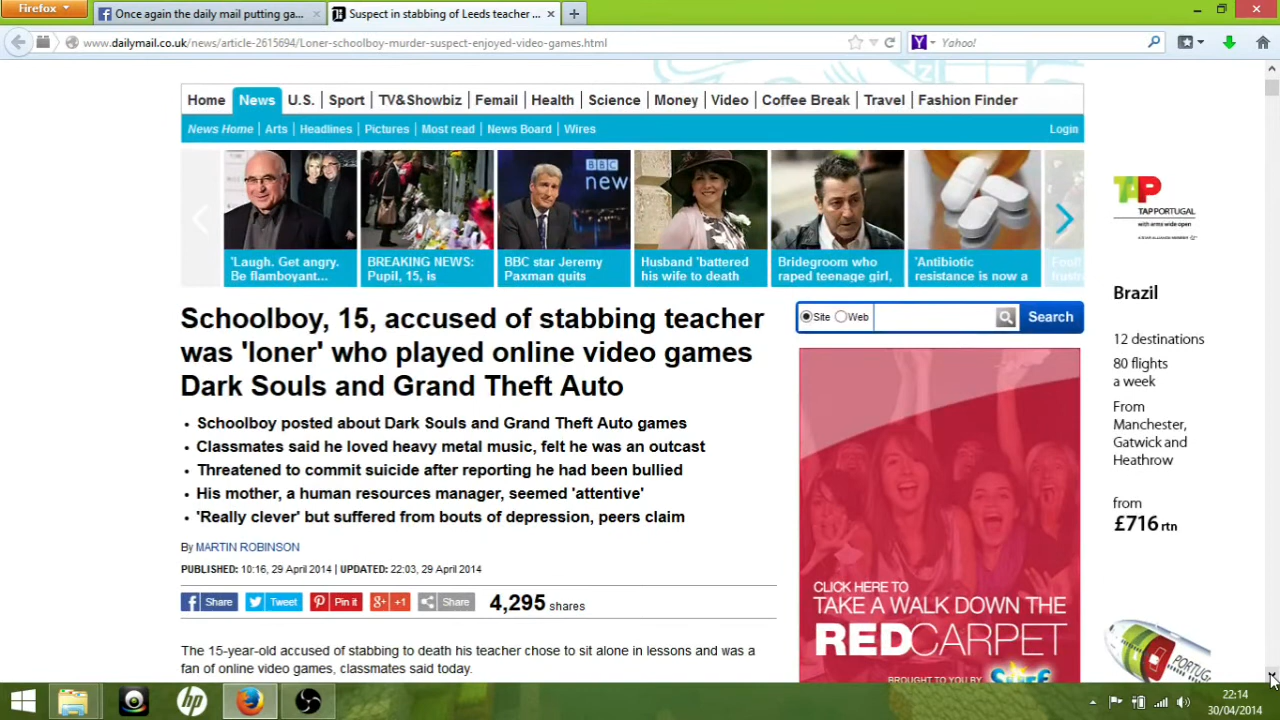 Firefox
Once again the daily mail putting ga...
Suspect in stabbing of Leeds teacher ...
www.dailymail.co.uk/news/article-2615694/Loner-schoolboy-murder-suspect-enjoyed-video-games.html
Yahoo!
Home News U.S. Sport TV&Showbiz Femail Health Science Money Video Coffee Break Travel Fashion Finder
News Home Arts Headlines Pictures Most read News Board Wires Login
BBC
new
'Laugh. Get angry.
Be flamboyant...
BREAKING NEWS:
Pupil, 15, is
BBC star Jeremy
Paxman quits
Husband 'battered
his wife to death
Bridegroom who
raped teenage girl,
'Antibiotic
resistance is now a
Schoolboy, 15, accused of stabbing teacher
was 'loner' who played online video games
Dark Souls and Grand Theft Auto
• Schoolboy posted about Dark Souls and Grand Theft Auto games
• Classmates said he loved heavy metal music, felt he was an outcast
• Threatened to commit suicide after reporting he had been bullied
• His mother, a human resources manager, seemed 'attentive'
• 'Really clever' but suffered from bouts of depression, peers claim
By MARTIN ROBINSON
PUBLISHED: 10:16, 29 April 2014 | UPDATED: 22:03, 29 April 2014
Share Tweet Pin it +1 Share 4,295 shares
The 15-year-old accused of stabbing to death his teacher chose to sit alone in lessons and was a
fan of online video games, classmates said today.
Site Web Search
CLICK HERE TO
TAKE A WALK DOWN THE
REDCARPET
BROUGHT TO YOU BY
TAP
TAP PORTUGAL
with arms wide open
Brazil
12 destinations
80 flights
a week
From
Manchester,
Gatwick and
Heathrow
from
£716 rtn
22:14
30/04/2014